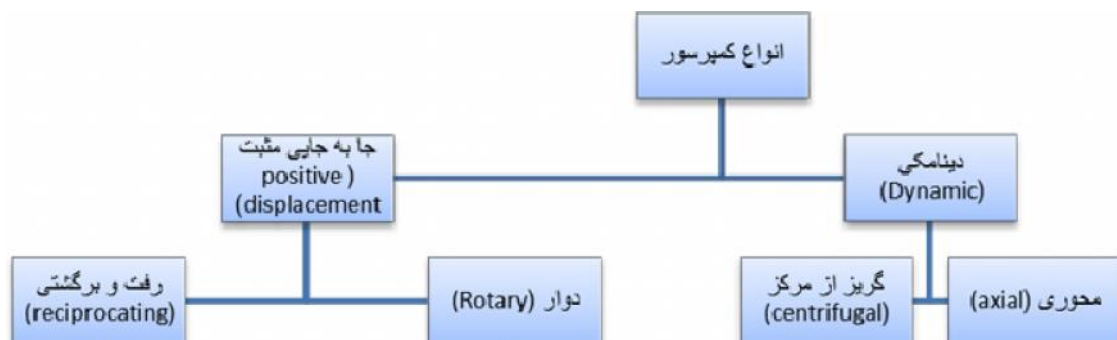 انواع کمپرسور
دینامکي
(Dynamic)
جا به جایی مثبت
positive )
(displacement
محوری (axial)
گریز از مرکز
(centrifugal)
دوار (Rotary)
رفت و برگشتی
(reciprocating)